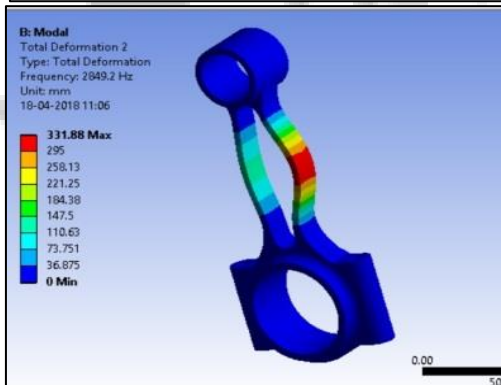 B: Modal
Total Deformation 2
Type: Total Deformation
Frequency: 2849.2 Hz
Unit: mm
18-04-2018 11:06
331.88 Max
295
258.13
221.25
184.38
147.5
110.63
73.751
36.875
0 Min
0.00